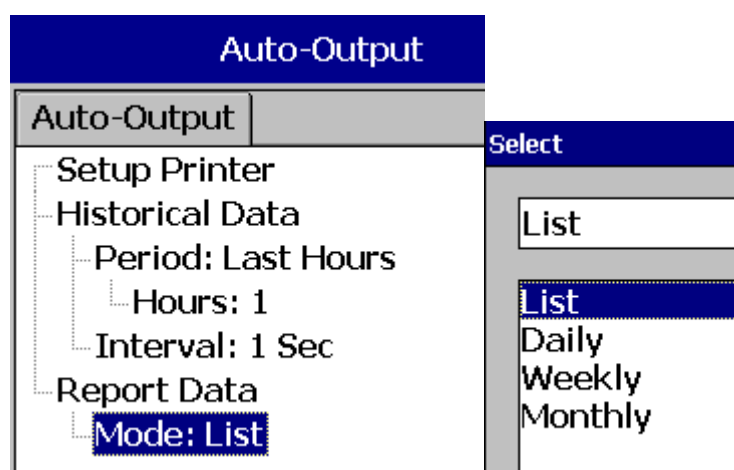 Auto-Output
Auto-Output
Setup Printer
Historical Data
Period: Last Hours
Hours: 1
Interval: 1 Sec
Report Data
Mode: List
Select
List
List
Daily
Weekly
Monthly